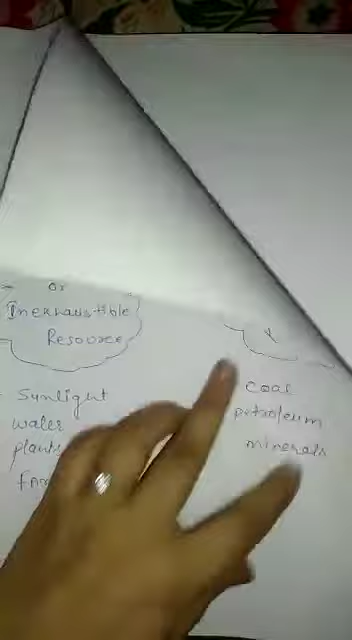 Or
Inexhaustible
Resource
Sunlight
water
plants
Coal
petroleum
minerals